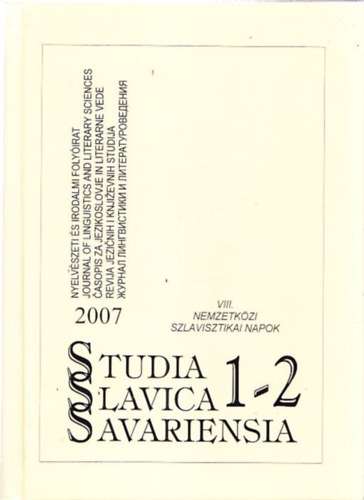 NYELVÉSZETI ÉS IRODALMI FOLYÓIRAT
JOURNAL OF LINGUISTICS AND LITERARY SCIENCES
ČASOPIS ZA JEZIKOSLOVJE IN LITERARNE VEDE
REVIJA JEZIČNIH I KNJIŽEVNIH STUDIJA
ЖУРНАЛ ЛИНГВИСТИКИ И ЛИТЕРАТУРОВЕДЕНИЯ
2007
VIII.
NEMZETKÖZI
SZLAVISZTIKAI NAPOK
STUDIA
SLAVICA 1-2
SAVARIENSIA